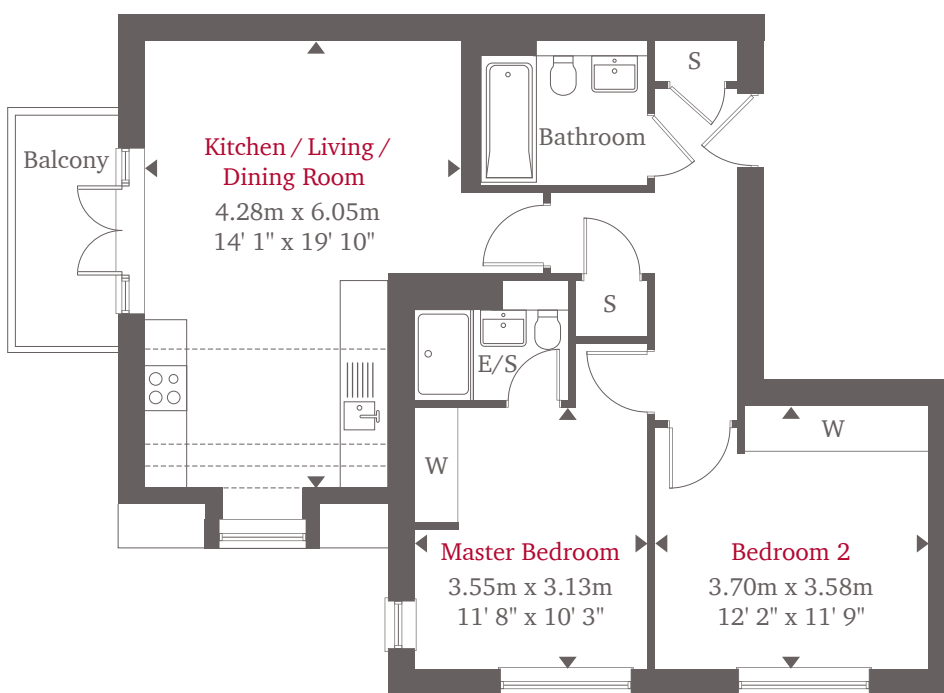 S
Bathroom
Balcony
Kitchen / Living /
Dining Room
4.28m x 6.05m
14' 1" x 19' 10"
S
E/S
W
W
Master Bedroom
3.55m x 3.13m
11' 8" x 10' 3"
Bedroom 2
3.70m x 3.58m
12' 2" x 11' 9"